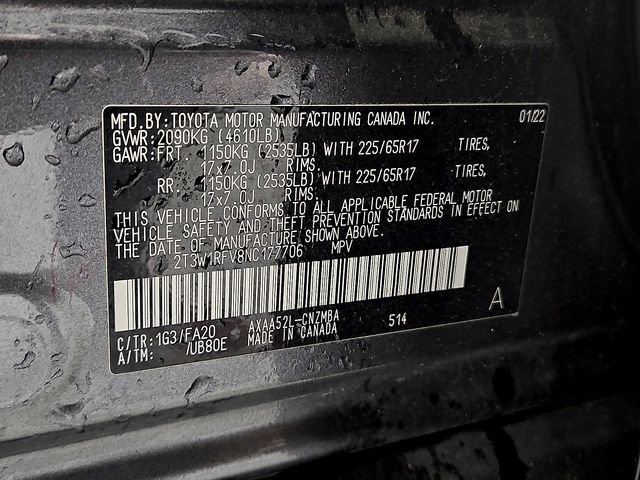 MFD. BY: TOYOTA MOTOR MANUFACTURING CANADA INC. 01/22
GVWR: 2090KG (4610LB)
GAWR: FRT. 1150KG (2535LB) WITH 225/65R17 TIRES,
17x7.0J RIMS.
RR. 1150KG (2535LB) WITH 225/65R17 TIRES,
17x7.0J RIMS.
THIS VEHICLE CONFORMS TO ALL APPLICABLE FEDERAL MOTOR
VEHICLE SAFETY AND THEFT PREVENTION STANDARDS IN EFFECT ON
THE DATE OF MANUFACTURE SHOWN ABOVE.
2T3W1RFV8NC177706 MPV
C/TR: 1G3/FA20 AXAA52L-CNZMBA 514 A
A/TM: /UB80E MADE IN CANADA